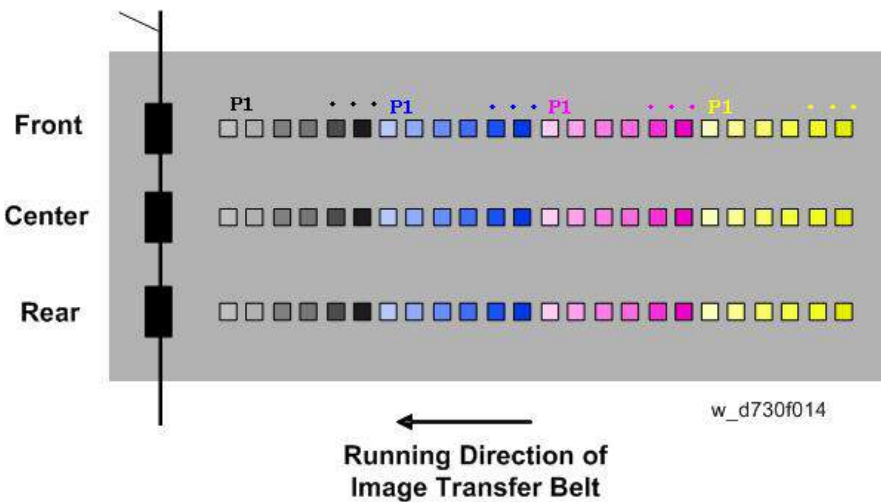 P1 . . . P1 . . . P1 . . . P1 . . .
Front
Center
Rear
w_d730f014
Running Direction of
Image Transfer Belt